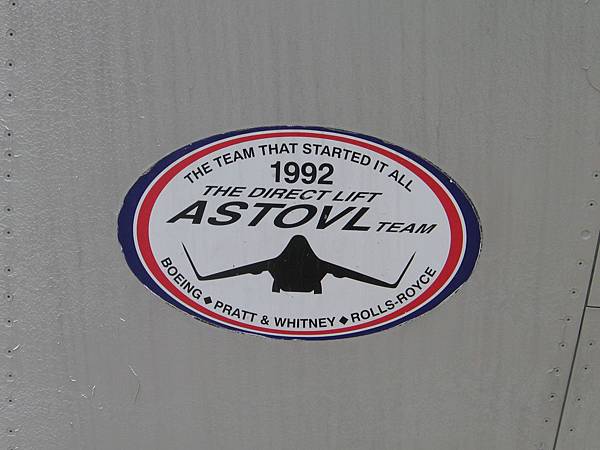 THE TEAM THAT STARTED IT ALL
1992
THE DIRECT LIFT
ASTOVL TEAM
BOEING ◆ PRATT & WHITNEY ◆ ROLLS-ROYCE